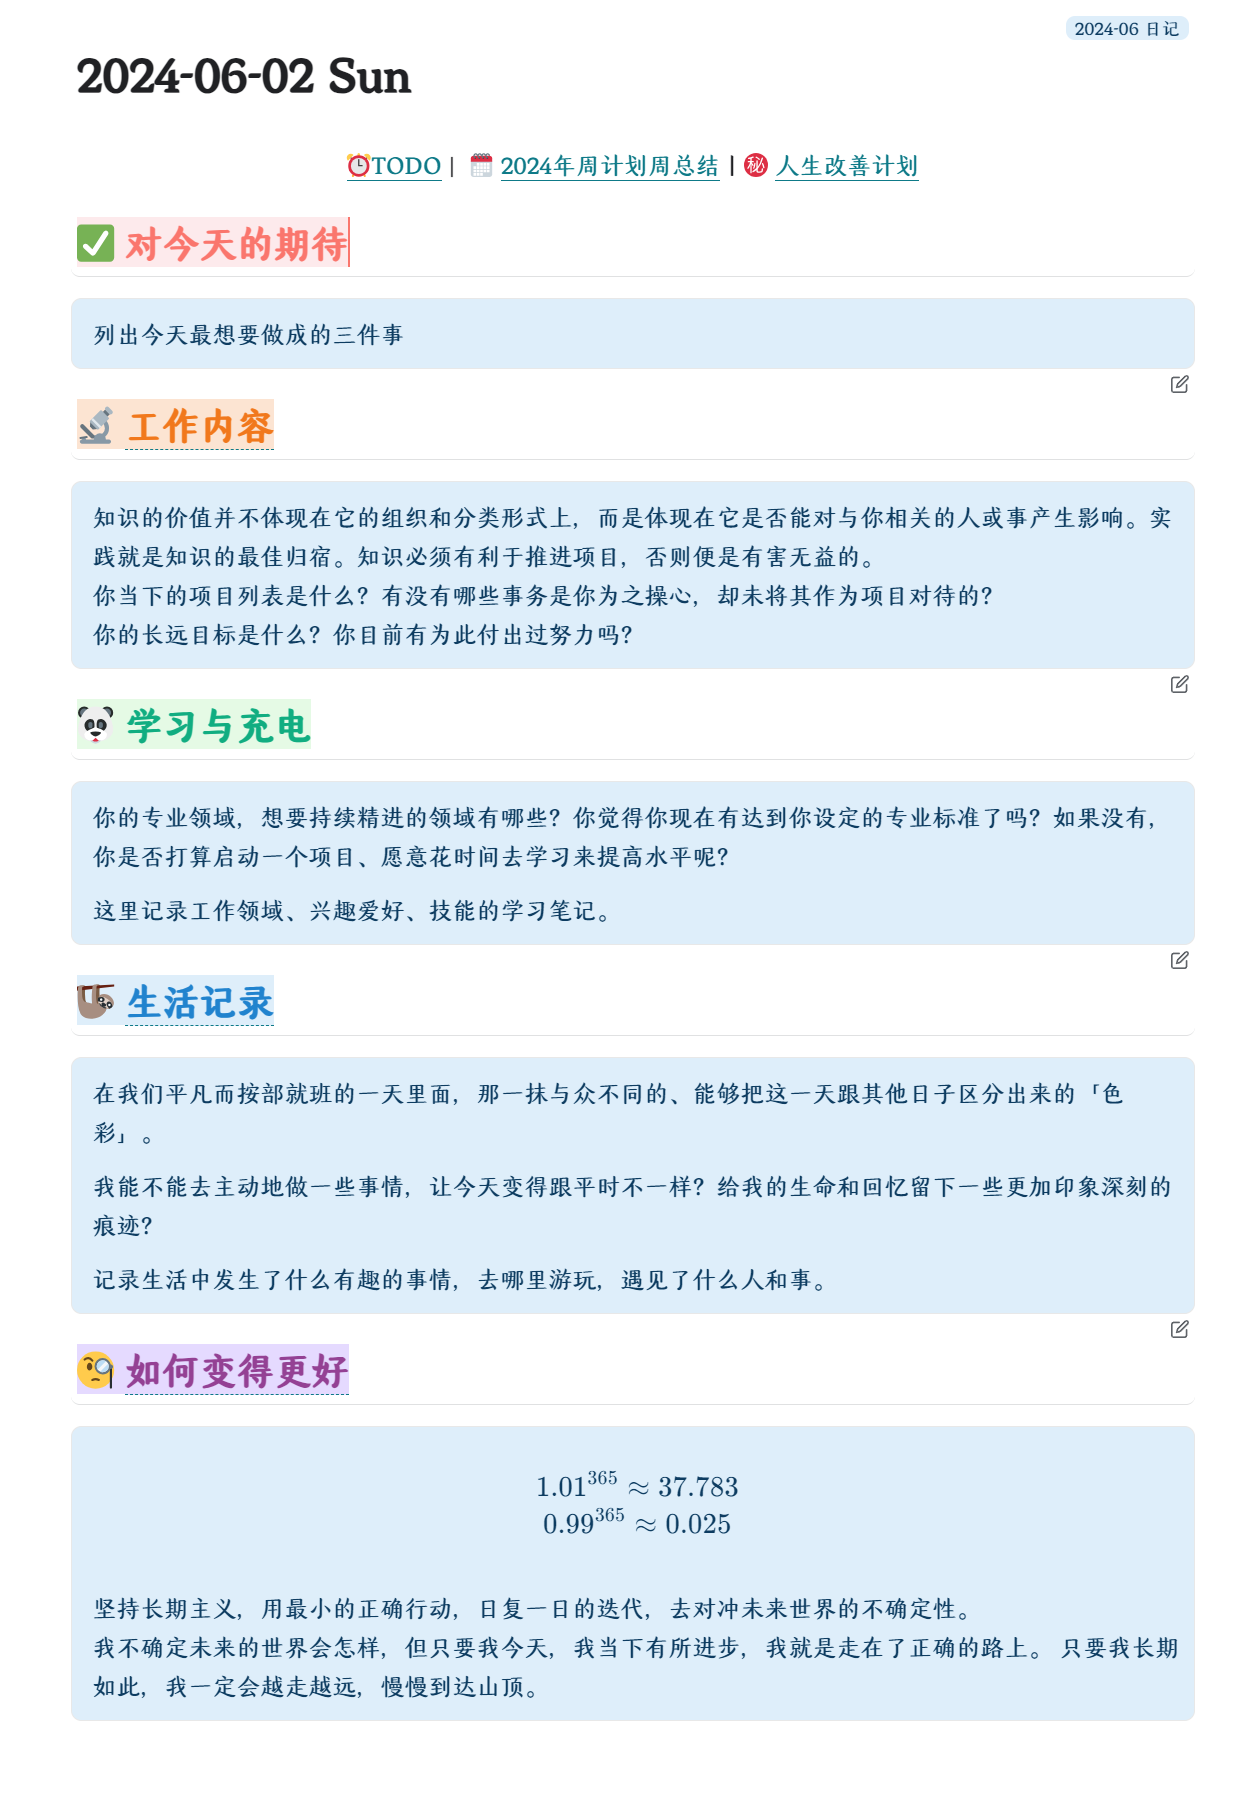 2024-06 日记
2024-06-02 Sun
⏰TODO | 🗓️ 2024年周计划周总结 | ㊙️ 人生改善计划
✅ 对今天的期待
列出今天最想要做成的三件事
🔬 工作内容
知识的价值并不体现在它的组织和分类形式上，而是体现在它是否能对与你相关的人或事产生影响。实
践就是知识的最佳归宿。知识必须有利于推进项目，否则便是有害无益的。
你当下的项目列表是什么？有没有哪些事务是你为之操心，却未将其作为项目对待的？
你的长远目标是什么？你目前有为此付出过努力吗？
🐼 学习与充电
你的专业领域，想要持续精进的领域有哪些？你觉得你现在有达到你设定的专业标准了吗？如果没有，
你是否打算启动一个项目、愿意花时间去学习来提高水平呢？
这里记录工作领域、兴趣爱好、技能的学习笔记。
🦥 生活记录
在我们平凡而按部就班的一天里面，那一抹与众不同的、能够把这一天跟其他日子区分出来的「色
彩」。
我能不能去主动地做一些事情，让今天变得跟平时不一样？给我的生命和回忆留下一些更加印象深刻的
痕迹？
记录生活中发生了什么有趣的事情，去哪里游玩，遇见了什么人和事。
🧐 如何变得更好
1.01^365 ≈ 37.783
0.99^365 ≈ 0.025
坚持长期主义，用最小的正确行动，日复一日的迭代，去对冲未来世界的不确定性。
我不确定未来的世界会怎样，但只要我今天，我当下有所进步，我就是走在了正确的路上。 只要我长期
如此，我一定会越走越远，慢慢到达山顶。